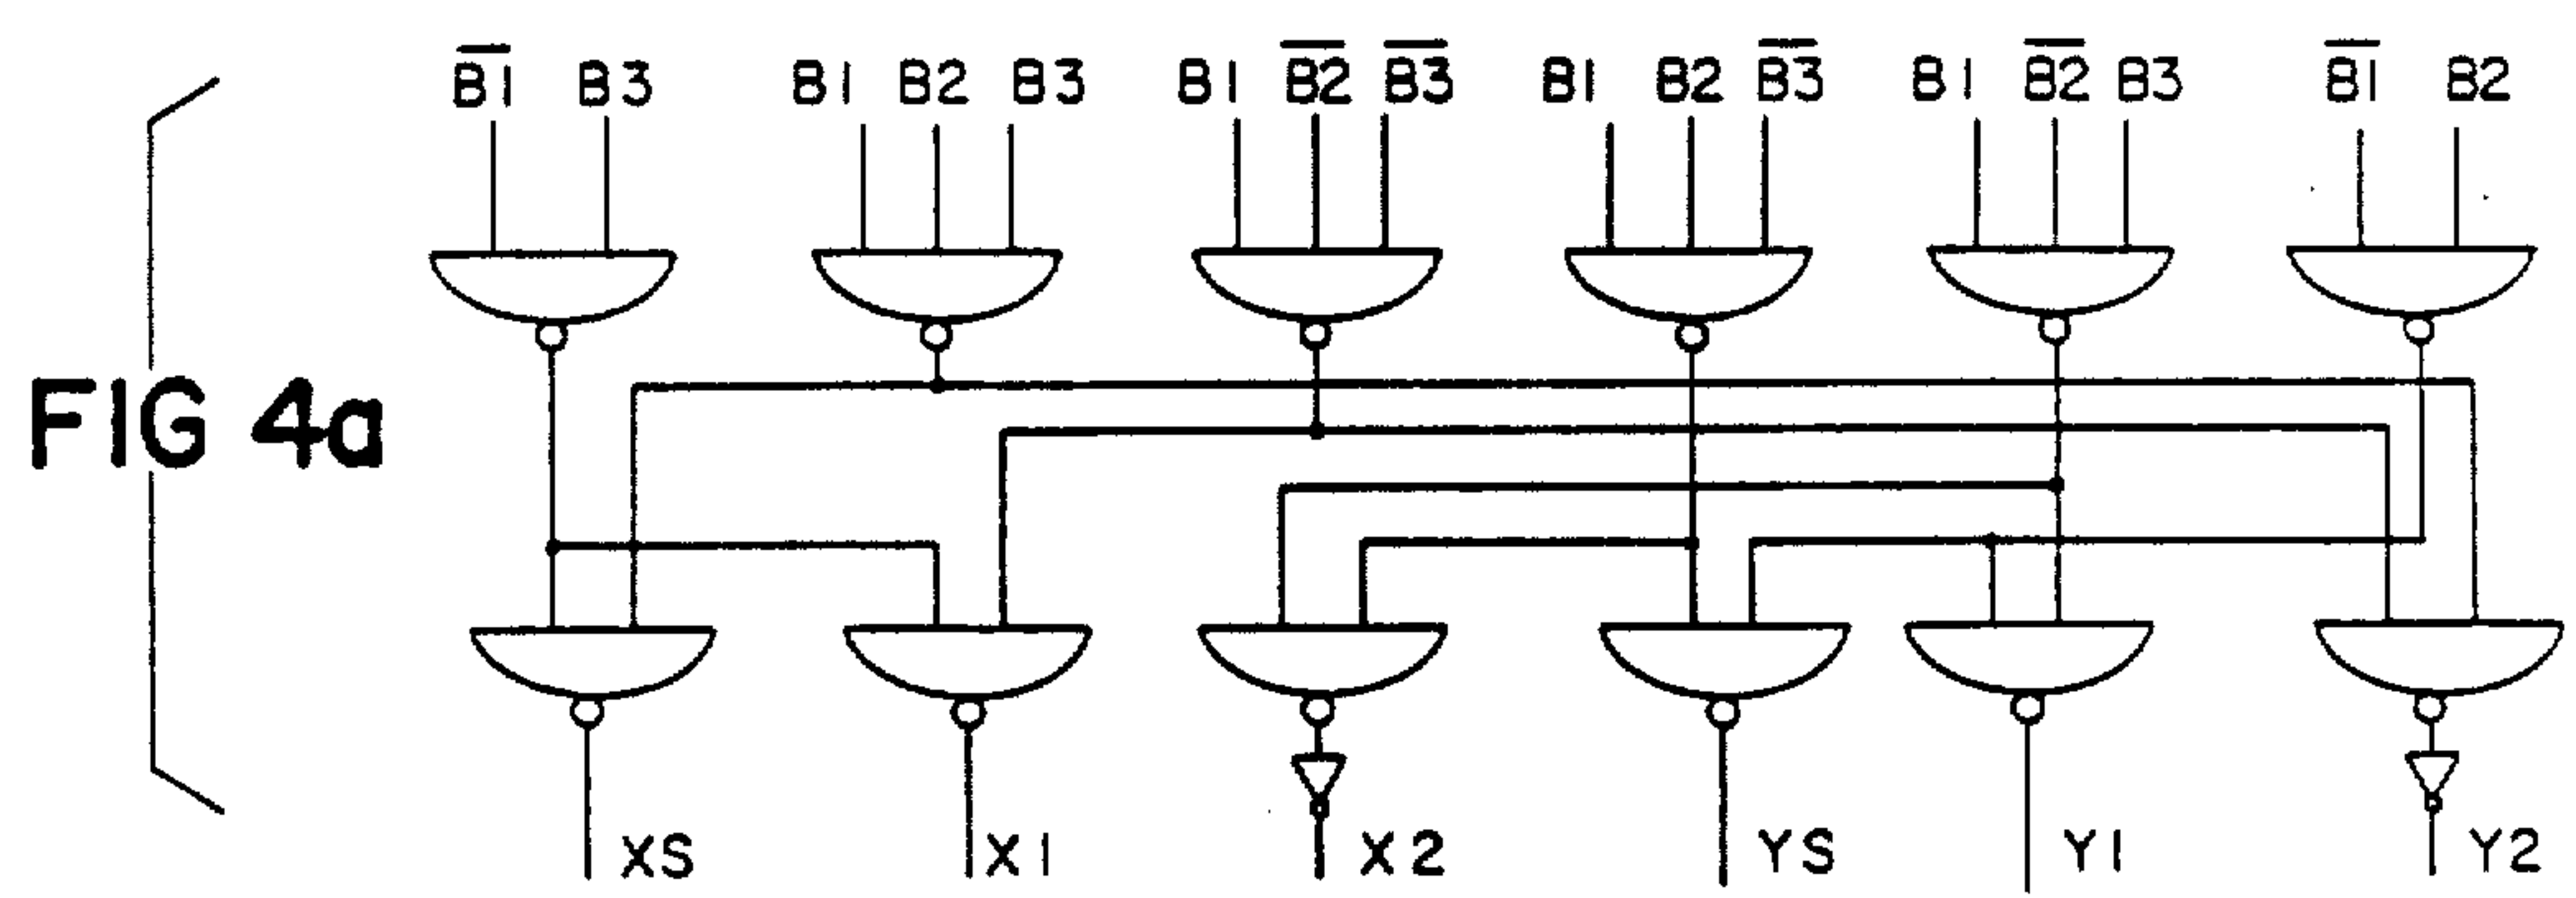 B̅1̅ B3 B1 B2 B3 B1 B̅2̅ B̅3̅ B1 B2 B̅3̅ B1 B̅2̅ B3 B̅1̅ B2
FIG 4a
XS X1 X2 YS Y1 Y2